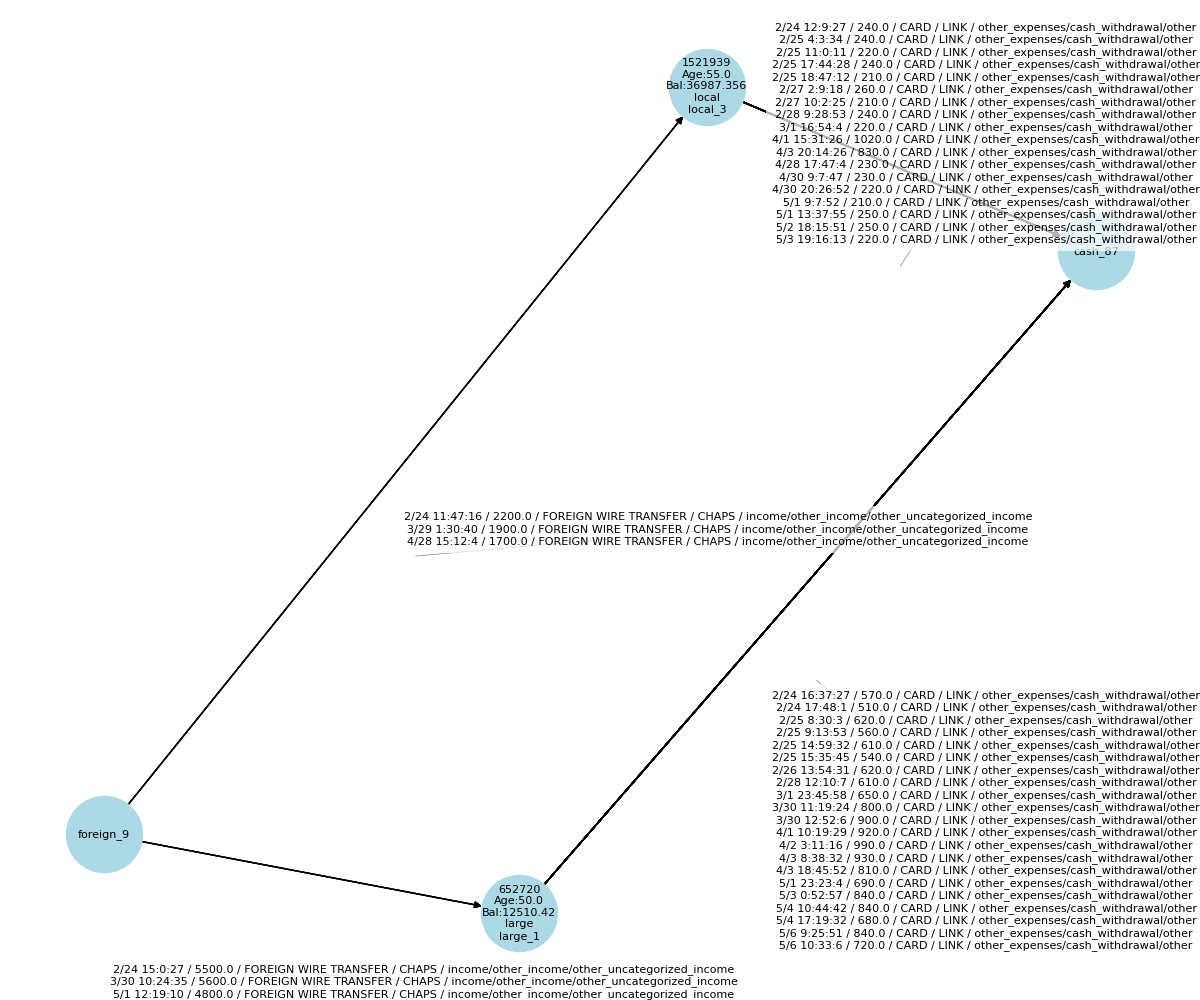 2/24 12:9:27 / 240.0 / CARD / LINK / other_expenses/cash_withdrawal/other
2/25 4:3:34 / 240.0 / CARD / LINK / other_expenses/cash_withdrawal/other
2/25 11:0:11 / 220.0 / CARD / LINK / other_expenses/cash_withdrawal/other
2/25 17:44:28 / 240.0 / CARD / LINK / other_expenses/cash_withdrawal/other
2/25 18:47:12 / 210.0 / CARD / LINK / other_expenses/cash_withdrawal/other
2/27 2:9:18 / 260.0 / CARD / LINK / other_expenses/cash_withdrawal/other
2/27 10:2:25 / 210.0 / CARD / LINK / other_expenses/cash_withdrawal/other
2/28 9:28:53 / 240.0 / CARD / LINK / other_expenses/cash_withdrawal/other
3/1 16:54:4 / 220.0 / CARD / LINK / other_expenses/cash_withdrawal/other
4/1 15:31:26 / 1020.0 / CARD / LINK / other_expenses/cash_withdrawal/other
4/3 20:14:26 / 830.0 / CARD / LINK / other_expenses/cash_withdrawal/other
4/28 17:47:4 / 230.0 / CARD / LINK / other_expenses/cash_withdrawal/other
4/30 9:7:47 / 230.0 / CARD / LINK / other_expenses/cash_withdrawal/other
4/30 20:26:52 / 220.0 / CARD / LINK / other_expenses/cash_withdrawal/other
5/1 9:7:52 / 210.0 / CARD / LINK / other_expenses/cash_withdrawal/other
5/1 13:37:55 / 250.0 / CARD / LINK / other_expenses/cash_withdrawal/other
5/2 18:15:51 / 250.0 / CARD / LINK / other_expenses/cash_withdrawal/other
5/3 19:16:13 / 220.0 / CARD / LINK / other_expenses/cash_withdrawal/other
1521939
Age:55.0
Bal:36987.356
local
local_3
cash_87
2/24 11:47:16 / 2200.0 / FOREIGN WIRE TRANSFER / CHAPS / income/other_income/other_uncategorized_income
3/29 1:30:40 / 1900.0 / FOREIGN WIRE TRANSFER / CHAPS / income/other_income/other_uncategorized_income
4/28 15:12:4 / 1700.0 / FOREIGN WIRE TRANSFER / CHAPS / income/other_income/other_uncategorized_income
2/24 16:37:27 / 570.0 / CARD / LINK / other_expenses/cash_withdrawal/other
2/24 17:48:1 / 510.0 / CARD / LINK / other_expenses/cash_withdrawal/other
2/25 8:30:3 / 620.0 / CARD / LINK / other_expenses/cash_withdrawal/other
2/25 9:13:53 / 560.0 / CARD / LINK / other_expenses/cash_withdrawal/other
2/25 14:59:32 / 610.0 / CARD / LINK / other_expenses/cash_withdrawal/other
2/25 15:35:45 / 540.0 / CARD / LINK / other_expenses/cash_withdrawal/other
2/26 13:54:31 / 620.0 / CARD / LINK / other_expenses/cash_withdrawal/other
2/28 12:10:7 / 610.0 / CARD / LINK / other_expenses/cash_withdrawal/other
3/1 23:45:58 / 650.0 / CARD / LINK / other_expenses/cash_withdrawal/other
3/30 11:19:24 / 800.0 / CARD / LINK / other_expenses/cash_withdrawal/other
3/30 12:52:6 / 900.0 / CARD / LINK / other_expenses/cash_withdrawal/other
4/1 10:19:29 / 920.0 / CARD / LINK / other_expenses/cash_withdrawal/other
4/2 3:11:16 / 990.0 / CARD / LINK / other_expenses/cash_withdrawal/other
4/3 8:38:32 / 930.0 / CARD / LINK / other_expenses/cash_withdrawal/other
4/3 18:45:52 / 810.0 / CARD / LINK / other_expenses/cash_withdrawal/other
5/1 23:23:4 / 690.0 / CARD / LINK / other_expenses/cash_withdrawal/other
5/3 0:52:57 / 840.0 / CARD / LINK / other_expenses/cash_withdrawal/other
5/4 10:44:42 / 840.0 / CARD / LINK / other_expenses/cash_withdrawal/other
5/4 17:19:32 / 680.0 / CARD / LINK / other_expenses/cash_withdrawal/other
5/6 9:25:51 / 840.0 / CARD / LINK / other_expenses/cash_withdrawal/other
5/6 10:33:6 / 720.0 / CARD / LINK / other_expenses/cash_withdrawal/other
foreign_9
652720
Age:50.0
Bal:12510.42
large
large_1
2/24 15:0:27 / 5500.0 / FOREIGN WIRE TRANSFER / CHAPS / income/other_income/other_uncategorized_income
3/30 10:24:35 / 5600.0 / FOREIGN WIRE TRANSFER / CHAPS / income/other_income/other_uncategorized_income
5/1 12:19:10 / 4800.0 / FOREIGN WIRE TRANSFER / CHAPS / income/other_income/other_uncategorized_income